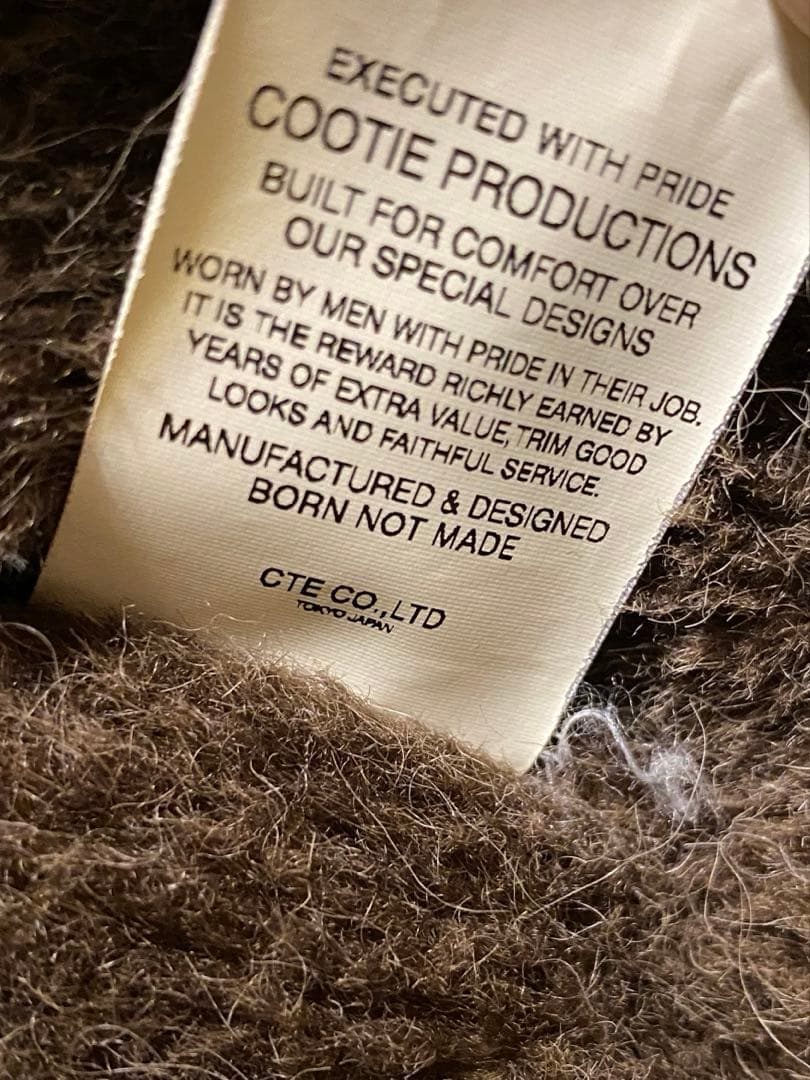 EXECUTED WITH PRIDE
COOTIE PRODUCTIONS
BUILT FOR COMFORT OVER
OUR SPECIAL DESIGNS
WORN BY MEN WITH PRIDE IN THEIR JOB.
IT IS THE REWARD RICHLY EARNED BY
YEARS OF EXTRA VALUE, TRIM GOOD
LOOKS AND FAITHFUL SERVICE.
MANUFACTURED & DESIGNED
BORN NOT MADE
CTE CO.,LTD
TOKYO JAPAN